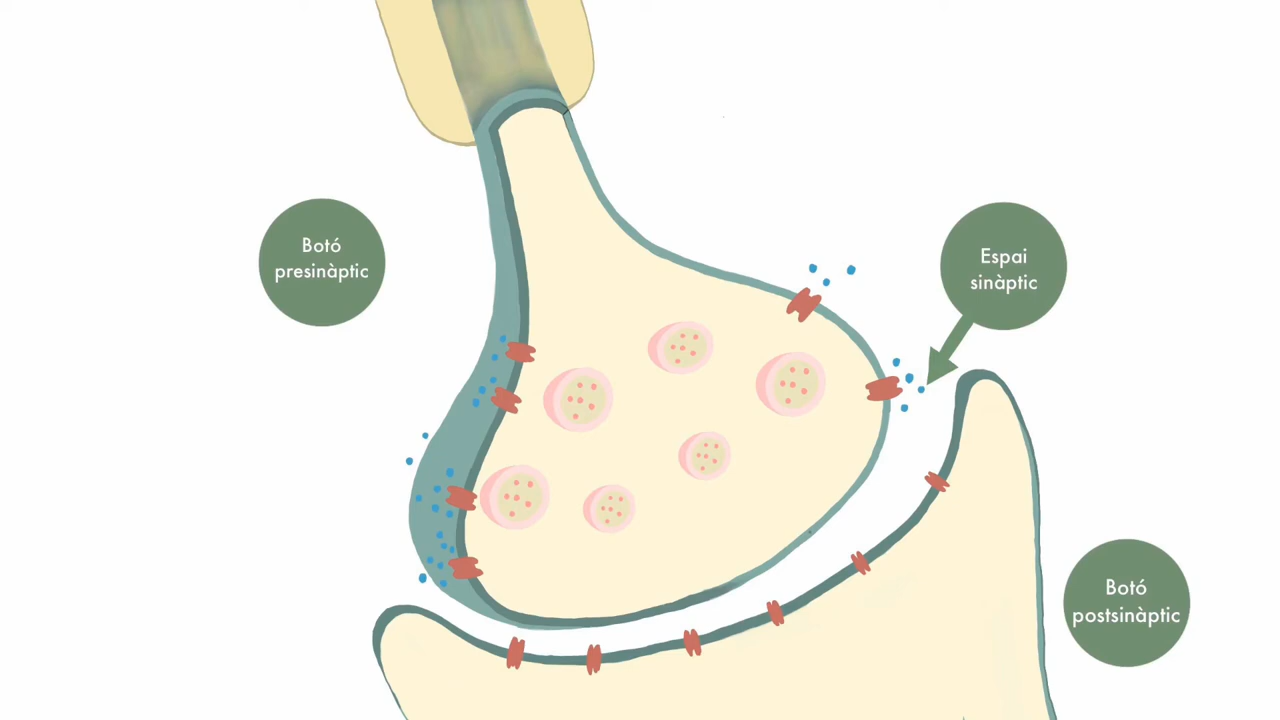 Botó
presinàptic
Espai
sinàptic
Botó
postsinàptic